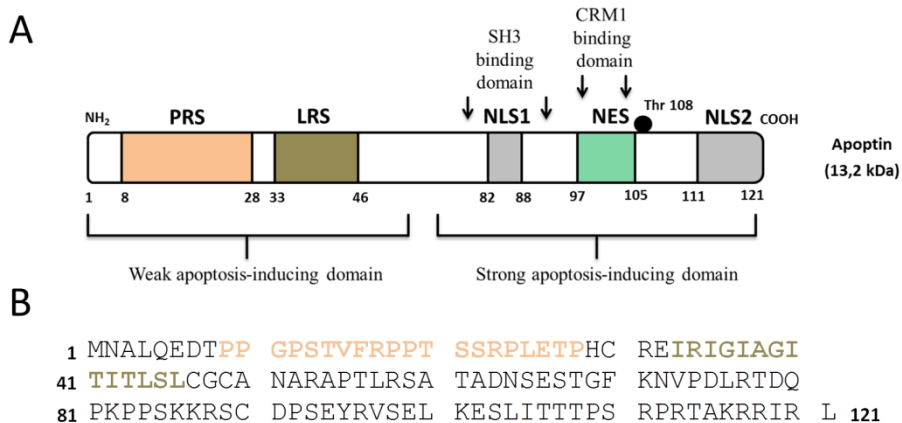 A
SH3
binding
domain
CRM1
binding
domain
NH2
PRS
LRS
NLS1
NES
Thr 108
NLS2
COOH
Apoptin
(13,2 kDa)
1 8 28 33 46 82 88 97 105 111 121
Weak apoptosis-inducing domain
Strong apoptosis-inducing domain
B
1 MNALQEDTPP GPSTVFRPPT SSRPLETPHC REIRIGIAGI
41 TITLSLCGCA NARAPTLRSA TADNSESTGF KNVPDLRTDQ
81 PKPPSKKRSC DPSEYRVSEL KESLITTTPS RPRTAKRRIR L 121